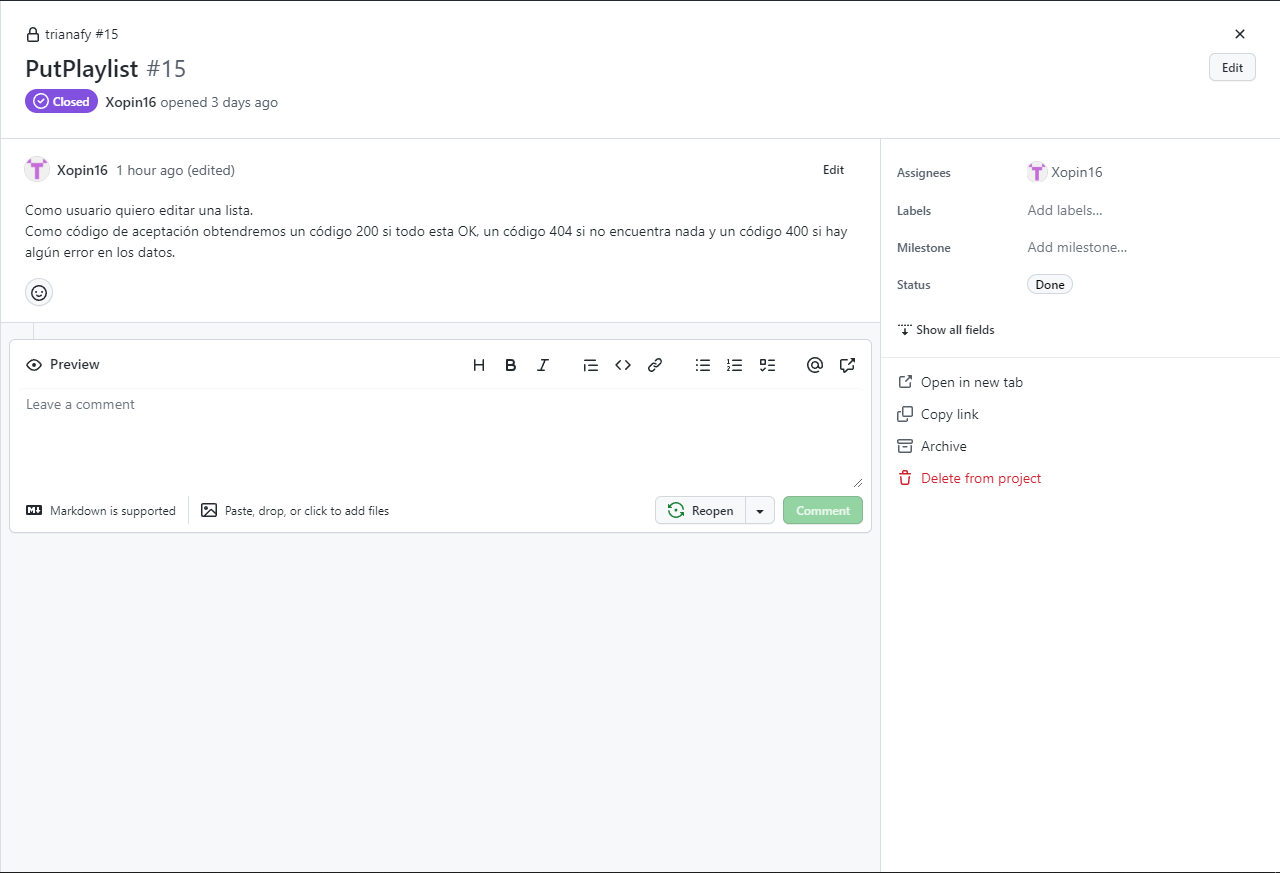 trianafy #15
PutPlaylist #15
Edit
Closed Xopin16 opened 3 days ago
Xopin16 1 hour ago (edited)
Edit
Como usuario quiero editar una lista.
Como código de aceptación obtendremos un código 200 si todo esta OK, un código 404 si no encuentra nada y un código 400 si hay
algún error en los datos.
Preview
H B I
Leave a comment
Markdown is supported
Paste, drop, or click to add files
Reopen
Comment
Assignees Xopin16
Labels Add labels...
Milestone Add milestone...
Status Done
Show all fields
Open in new tab
Copy link
Archive
Delete from project